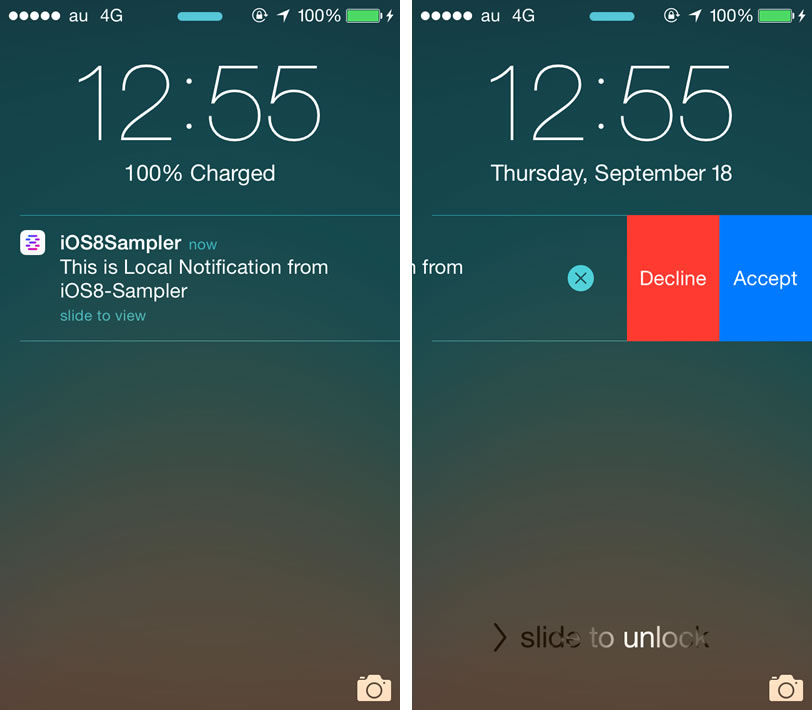 au 4G 100%
12:55
100% Charged
iOS8Sampler now
This is Local Notification from
iOS8-Sampler
slide to view
au 4G 100%
12:55
Thursday, September 18
from
Decline
Accept
slide to unlock